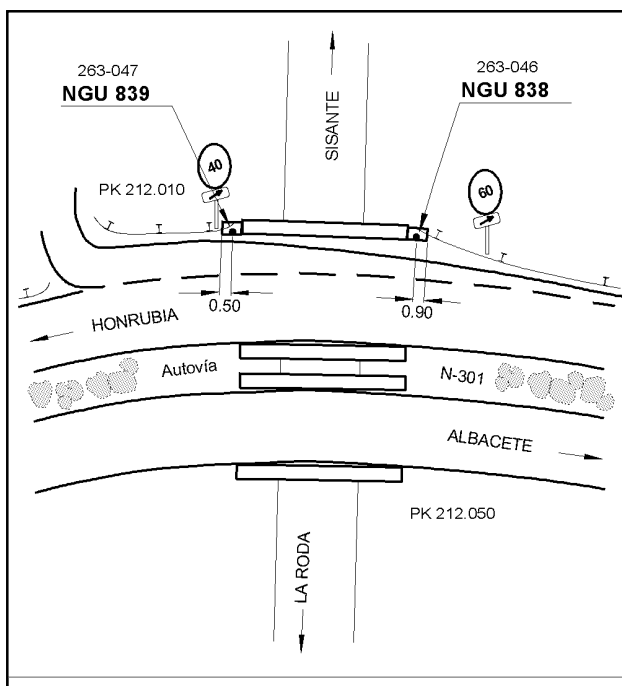 263-047
NGU 839
263-046
NGU 838
SISANTE
40
60
PK 212.010
0.50
0.90
HONRUBIA
Autovía
N-301
ALBACETE
PK 212.050
LA RODA